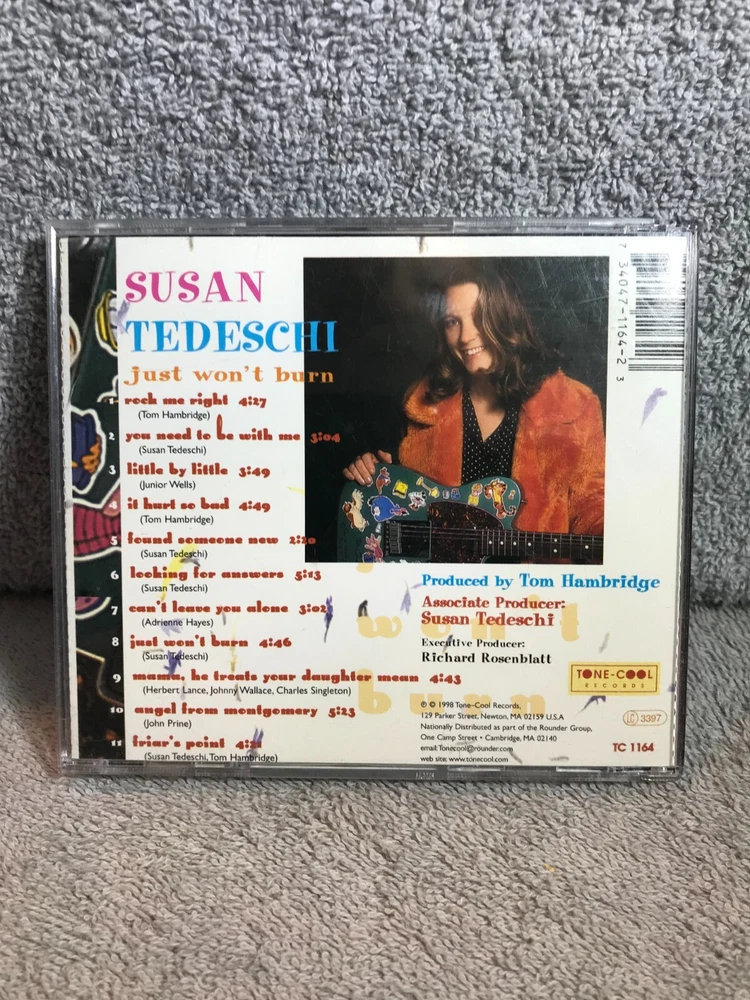 SUSAN
TEDESCHI
just won't burn
1 rock me right 4:27
(Tom Hambridge)
2 you need to be with me 3:04
(Susan Tedeschi)
3 little by little 3:49
(Junior Wells)
4 it hurt so bad 4:49
(Tom Hambridge)
5 found someone new 2:20
(Susan Tedeschi)
6 looking for answers 5:13
7 can't leave you alone 3:02
(Adrienne Hayes)
8 just won't burn 4:46
(Susan Tedeschi)
9 mama, he treats your daughter mean 4:43
(Herbert Lance, Johnny Wallace, Charles Singleton)
10 angel from montgomery 5:23
(John Prine)
11 friar's point 4:21
(Susan Tedeschi, Tom Hambridge)
7 34047-1164-2 3
Produced by Tom Hambridge
Associate Producer:
Susan Tedeschi
Executive Producer:
Richard Rosenblatt
won't
burn
TONE-COOL
RECORDS
℗ © 1998 Tone-Cool Records,
129 Parker Street, Newton, MA 02159 U.S.A
Nationally Distributed as part of the Rounder Group,
One Camp Street • Cambridge, MA 02140
email: Tonecool@rounder.com
web site: www.tonecool.com
LC 3397
TC 1164